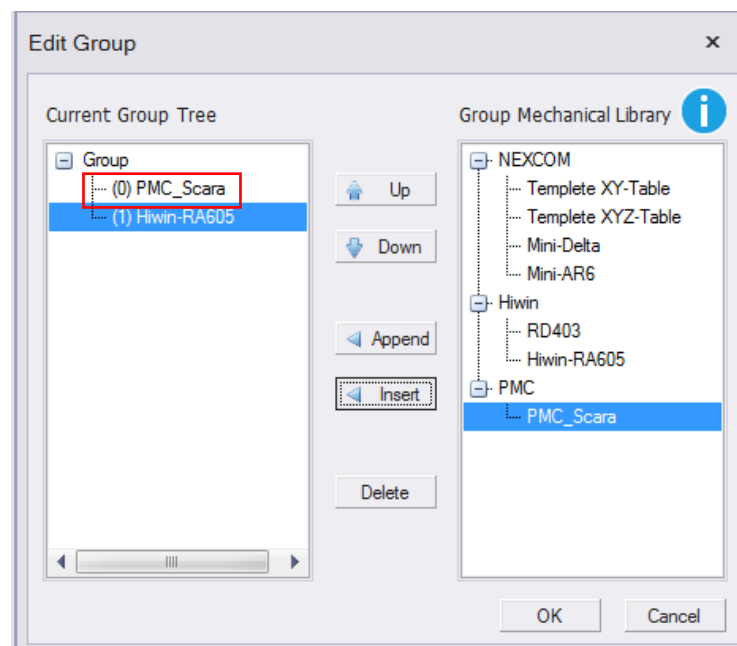 Edit Group
Current Group Tree
Group
(0) PMC_Scara
(1) Hiwin-RA605
Up
Down
Append
Insert
Delete
Group Mechanical Library
NEXCOM
Templete XY-Table
Templete XYZ-Table
Mini-Delta
Mini-AR6
Hiwin
RD403
Hiwin-RA605
PMC
PMC_Scara
OK
Cancel